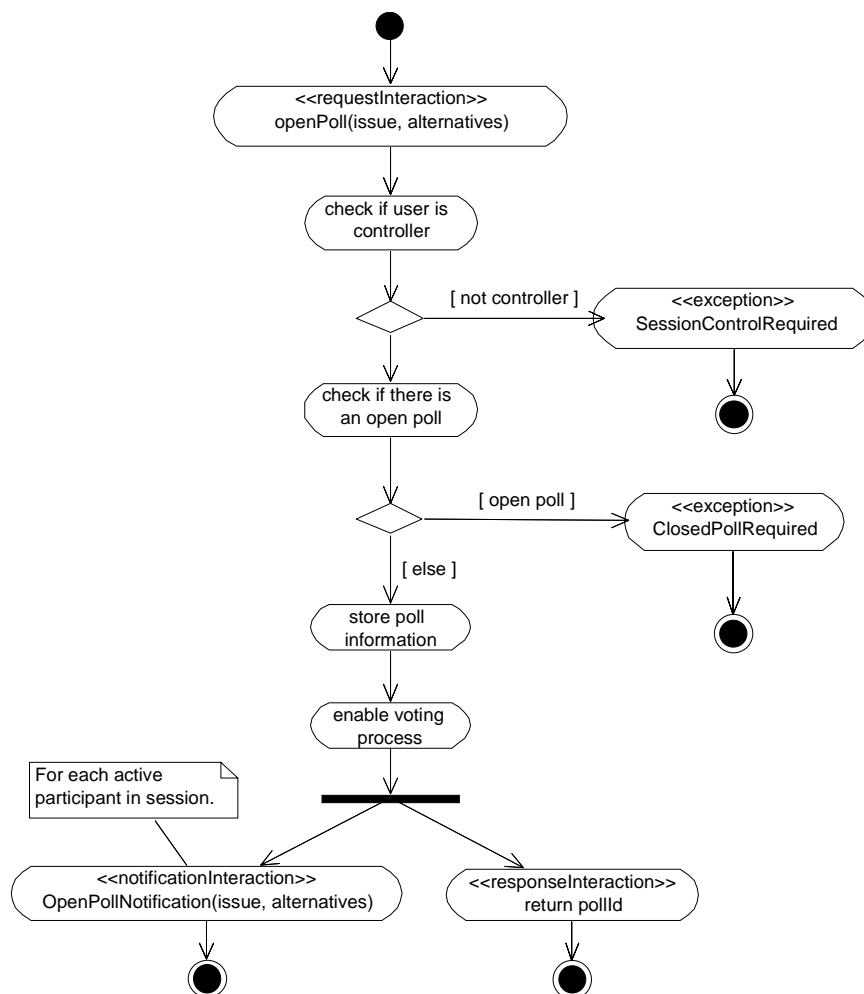 <<requestInteraction>>
openPoll(issue, alternatives)
check if user is
controller
[ not controller ]
<<exception>>
SessionControlRequired
check if there is
an open poll
[ open poll ]
<<exception>>
ClosedPollRequired
[ else ]
store poll
information
enable voting
process
For each active
participant in session.
<<notificationInteraction>>
OpenPollNotification(issue, alternatives)
<<responseInteraction>>
return pollId